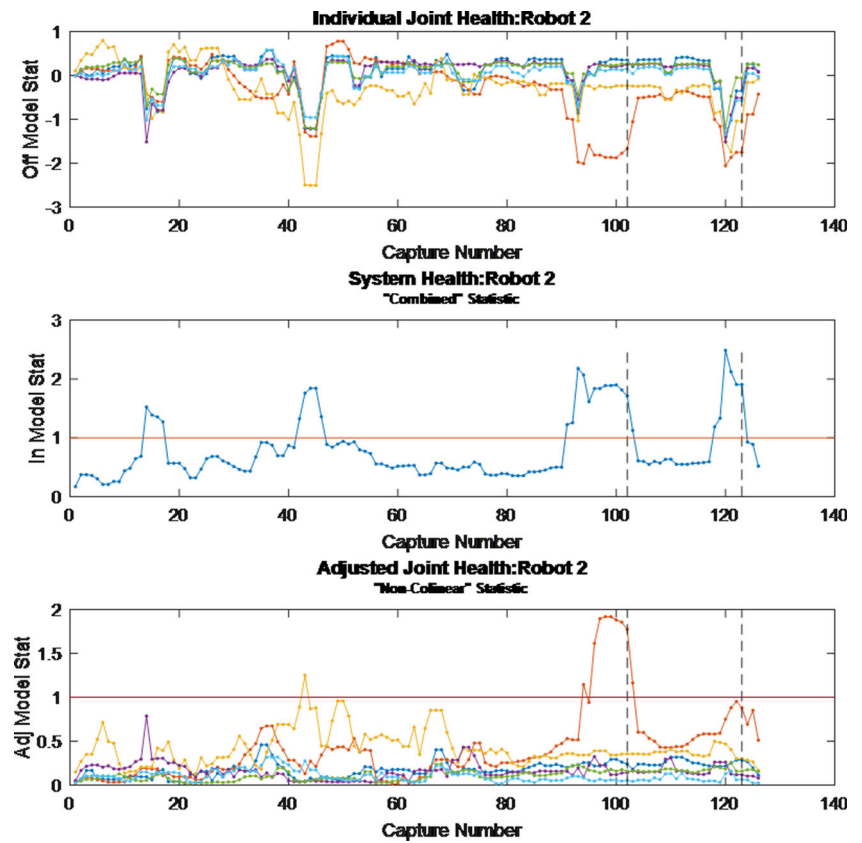 Individual Joint Health:Robot 2
Off Model Stat
1
0
-1
-2
-3
0 20 40 60 80 100 120 140
Capture Number
System Health:Robot 2
"Combined" Statistic
In Model Stat
3
2
1
0
0 20 40 60 80 100 120 140
Capture Number
Adjusted Joint Health:Robot 2
"Non-Colinear" Statistic
Adj Model Stat
2
1.5
1
0.5
0
0 20 40 60 80 100 120 140
Capture Number